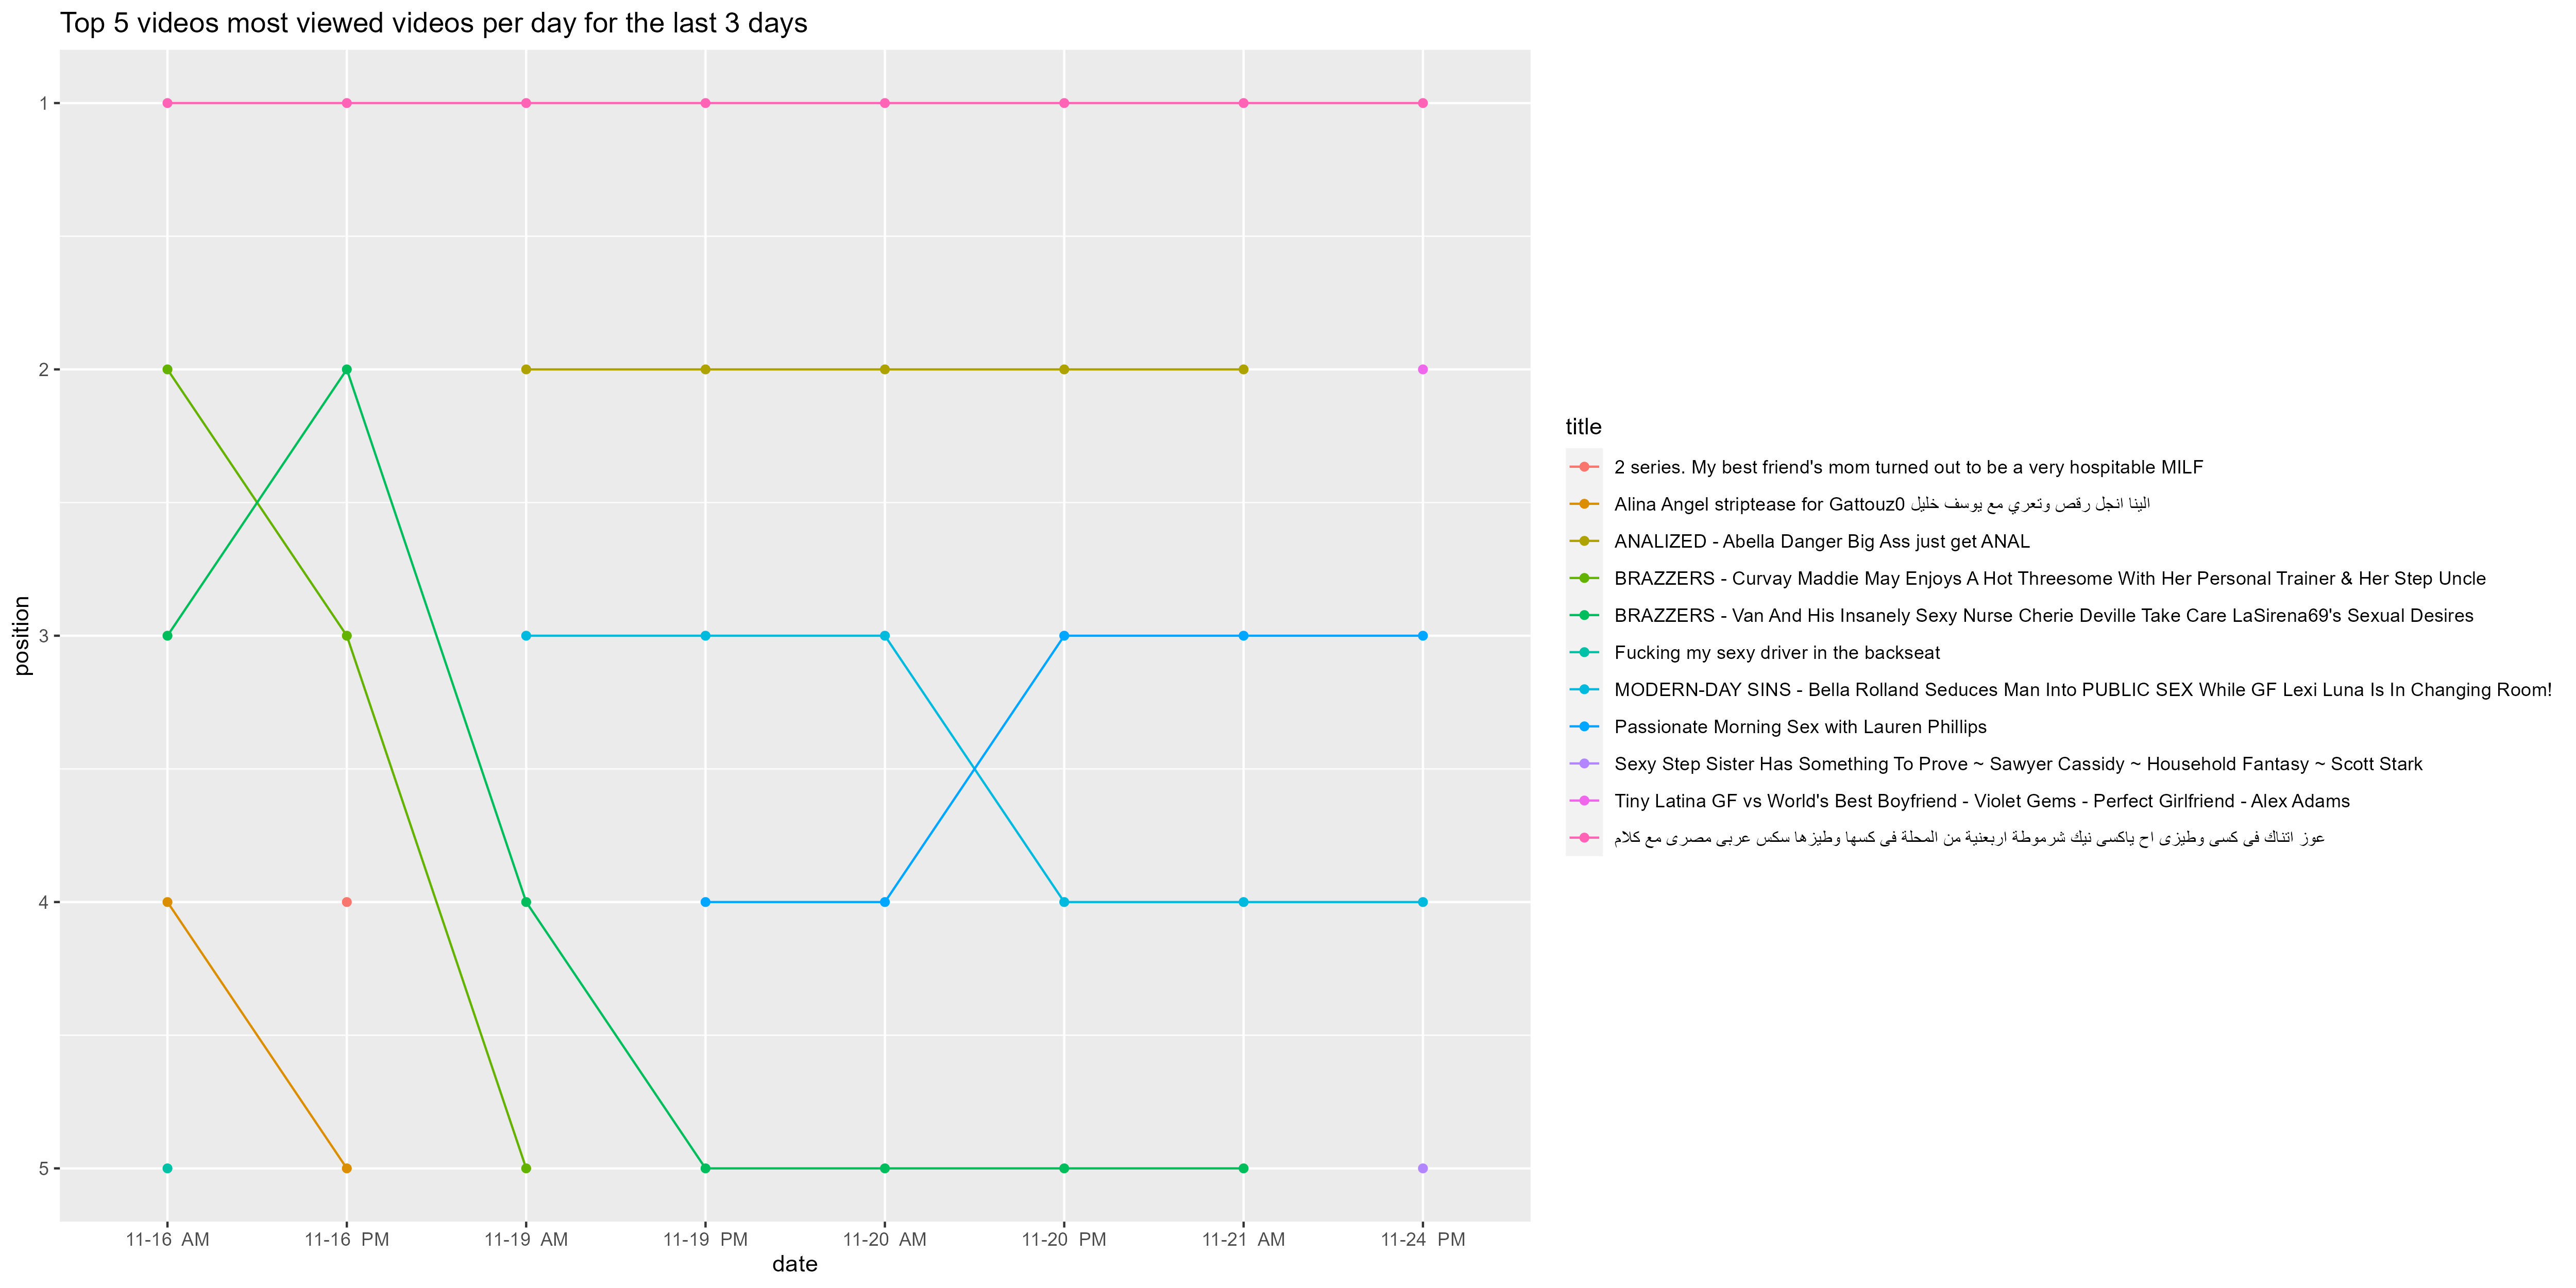 Top 5 videos most viewed videos per day for the last 3 days
position
1
2
3
4
5
11-16 AM
11-16 PM
11-19 AM
11-19 PM
11-20 AM
11-20 PM
11-21 AM
11-24 PM
date
title
2 series. My best friend's mom turned out to be a very hospitable MILF
Alina Angel striptease for Gattouz0 الينا انجل رقص وتعري مع يوسف خليل
ANALIZED - Abella Danger Big Ass just get ANAL
BRAZZERS - Curvay Maddie May Enjoys A Hot Threesome With Her Personal Trainer & Her Step Uncle
BRAZZERS - Van And His Insanely Sexy Nurse Cherie Deville Take Care LaSirena69's Sexual Desires
Fucking my sexy driver in the backseat
MODERN-DAY SINS - Bella Rolland Seduces Man Into PUBLIC SEX While GF Lexi Luna Is In Changing Room!
Passionate Morning Sex with Lauren Phillips
Sexy Step Sister Has Something To Prove ~ Sawyer Cassidy ~ Household Fantasy ~ Scott Stark
Tiny Latina GF vs World's Best Boyfriend - Violet Gems - Perfect Girlfriend - Alex Adams
عوز اتناك فى كسى وطيزى اح ياكسى نيك شرموطة اربعنية من المحلة فى كسها وطيزها سكس عربى مصرى مع كلام